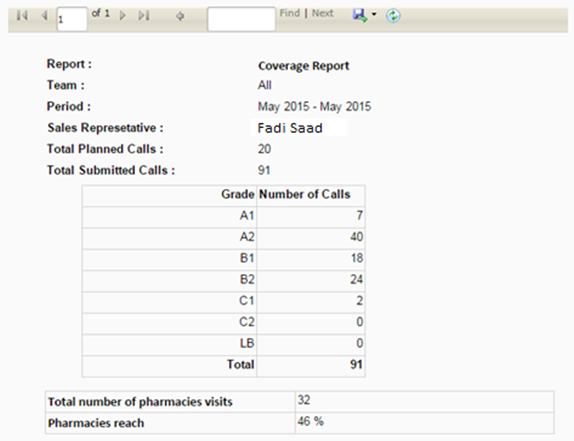 1 of 1 Find | Next
Report : Coverage Report
Team : All
Period : May 2015 - May 2015
Sales Represetative : Fadi Saad
Total Planned Calls : 20
Total Submitted Calls : 91
Grade Number of Calls
A1 7
A2 40
B1 18
B2 24
C1 2
C2 0
LB 0
Total 91
Total number of pharmacies visits 32
Pharmacies reach 46 %